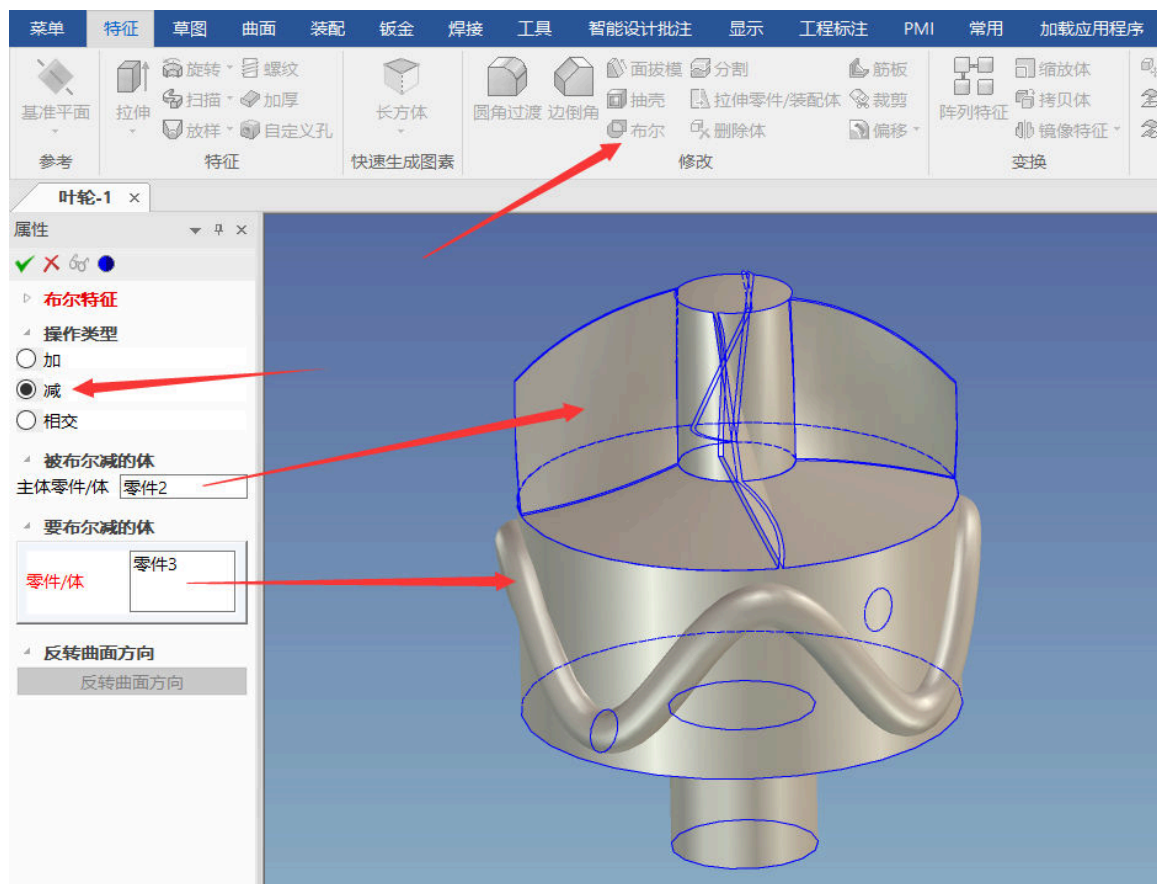 菜单 特征 草图 曲面 装配 钣金 焊接 工具 智能设计批注 显示 工程标注 PMI 常用 加载应用程序
旋转 螺纹 面拔模 分割 筋板 缩放体
基准平面 拉伸 扫描 加厚 长方体 圆角过渡 边倒角 抽壳 拉伸零件/装配体 裁剪 阵列特征 拷贝体
放样 自定义孔 布尔 删除体 偏移 镜像特征
参考 特征 快速生成图素 修改 变换
叶轮-1
属性
布尔特征
操作类型
加
减
相交
被布尔减的体
主体零件/体 零件2
要布尔减的体
零件3
零件/体
反转曲面方向
反转曲面方向